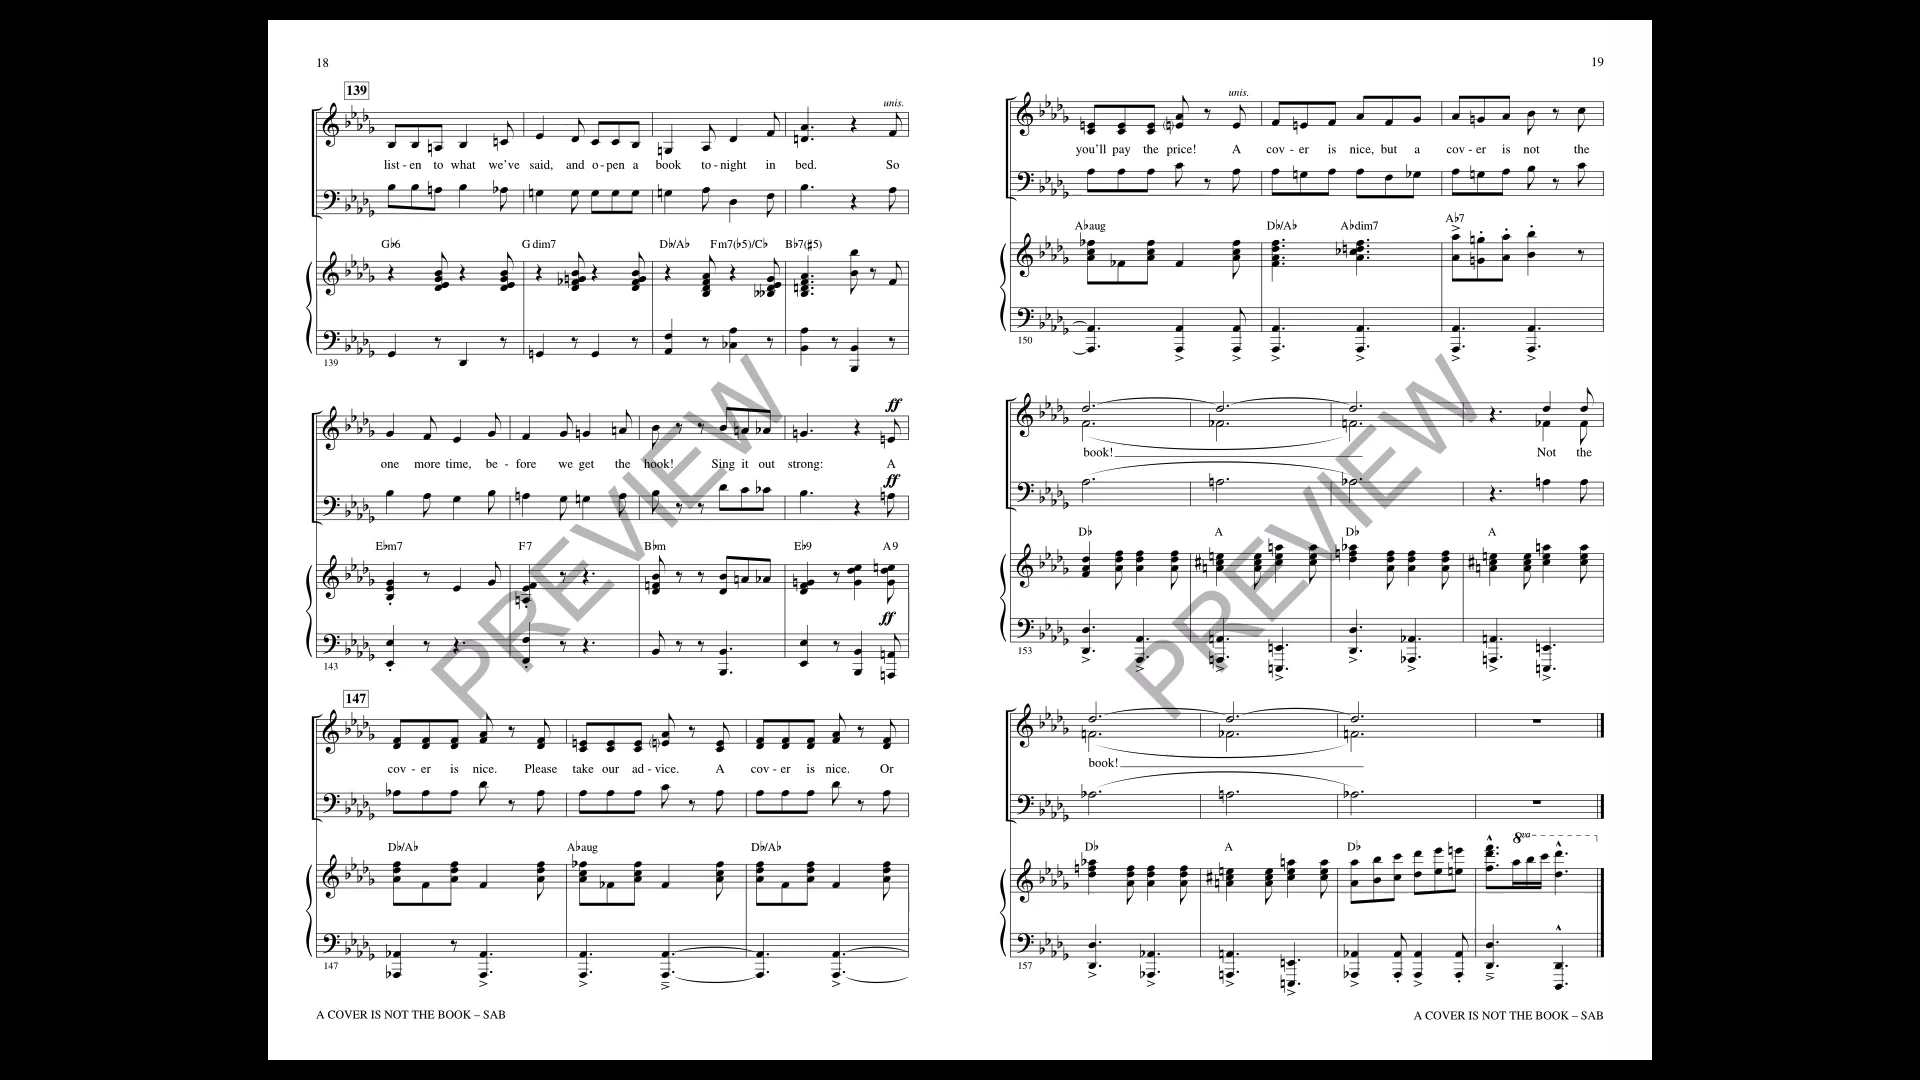 18
139
unis.
list - en to what we've said, and o - pen a book to - night in bed. So
G♭6 G dim7 D♭/A♭ Fm7(♭5)/C♭ B♭7(♯5)
139
ff
one more time, be - fore we get the hook! Sing it out strong: A
ff
E♭m7 F7 B♭m E♭9 A9
ff
143
147
cov - er is nice. Please take our ad - vice. A cov - er is nice. Or
D♭/A♭ A♭aug D♭/A♭
147
A COVER IS NOT THE BOOK – SAB
PREVIEW
19
unis.
you'll pay the price! A cov - er is nice, but a cov - er is not the
A♭aug D♭/A♭ A♭dim7 A♭7
150
book! Not the
D♭ A D♭ A
153
book!
8va
D♭ A D♭
157
A COVER IS NOT THE BOOK – SAB
PREVIEW